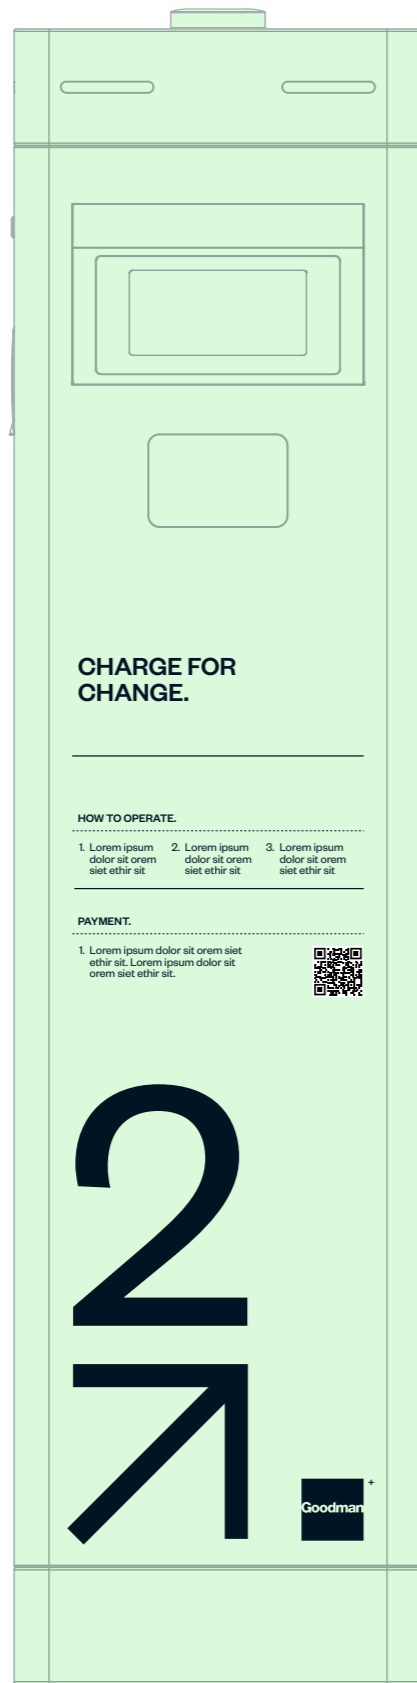 CHARGE FOR
CHANGE.
HOW TO OPERATE.
1. Lorem ipsum
dolor sit orem
siet ethir sit
2. Lorem ipsum
dolor sit orem
siet ethir sit
3. Lorem ipsum
dolor sit orem
siet ethir sit
PAYMENT.
1. Lorem ipsum dolor sit orem siet
ethir sit. Lorem ipsum dolor sit
orem siet ethir sit.
2
Goodman
+